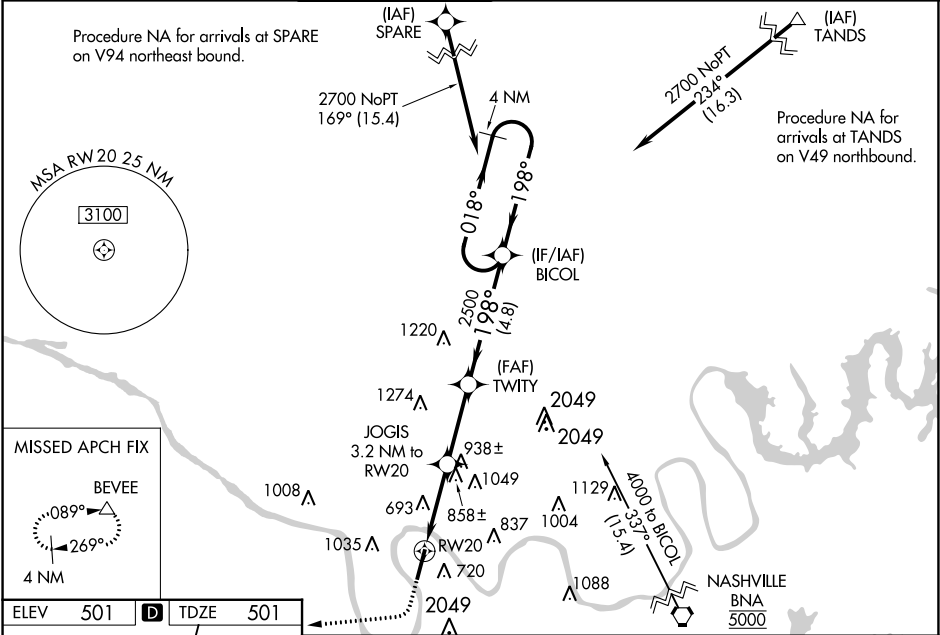 (IAF)
SPARE
(IAF)
TANDS
Procedure NA for arrivals at SPARE
on V94 northeast bound.
2700 NoPT
169° (15.4)
4 NM
2700 NoPT
234°
(16.3)
Procedure NA for
arrivals at TANDS
on V49 northbound.
MSA RW20 25 NM
3100
018°
198°
(IF/IAF)
BICOL
2500
198°
(4.8)
1220
(FAF)
TWITY
1274
2049
2049
JOGIS
3.2 NM to
RW20
938±
1049
858±
693
1008
1035
837
1004
1129
4000 to BICOL
337°
(15.4)
RW20
720
1088
2049
NASHVILLE
BNA
5000
MISSED APCH FIX
BEVEE
089°
269°
4 NM
ELEV 501 D TDZE 501